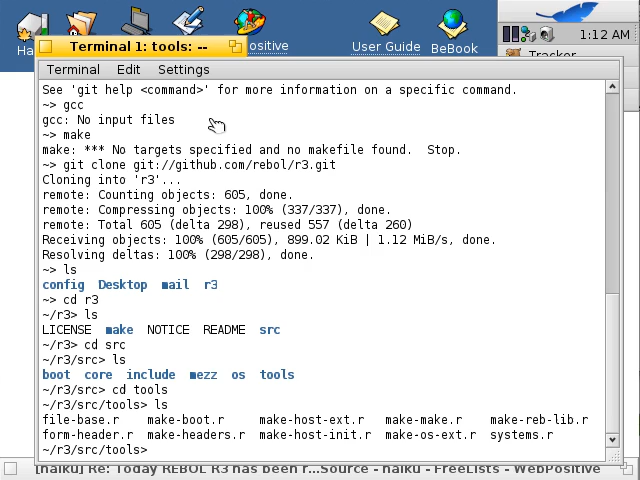 Ha
ositive
User Guide
BeBook
1:12 AM
Tracker
Terminal 1: tools: --
Terminal Edit Settings
See 'git help <command>' for more information on a specific command.
~> gcc
gcc: No input files
~> make
make: *** No targets specified and no makefile found.  Stop.
~> git clone git://github.com/rebol/r3.git
Cloning into 'r3'...
remote: Counting objects: 605, done.
remote: Compressing objects: 100% (337/337), done.
remote: Total 605 (delta 298), reused 557 (delta 260)
Receiving objects: 100% (605/605), 899.02 KiB | 1.12 MiB/s, done.
Resolving deltas: 100% (298/298), done.
~> ls
config  Desktop  mail  r3
~> cd r3
~/r3> ls
LICENSE  make  NOTICE  README  src
~/r3> cd src
~/r3/src> ls
boot  core  include  mezz  os  tools
~/r3/src> cd tools
~/r3/src/tools> ls
file-base.r    make-boot.r     make-host-ext.r   make-make.r    make-reb-lib.r
form-header.r  make-headers.r  make-host-init.r  make-os-ext.r  systems.r
~/r3/src/tools>
[haiku] Re: Today REBOL R3 has been r...Source - haiku - FreeLists - WebPositive